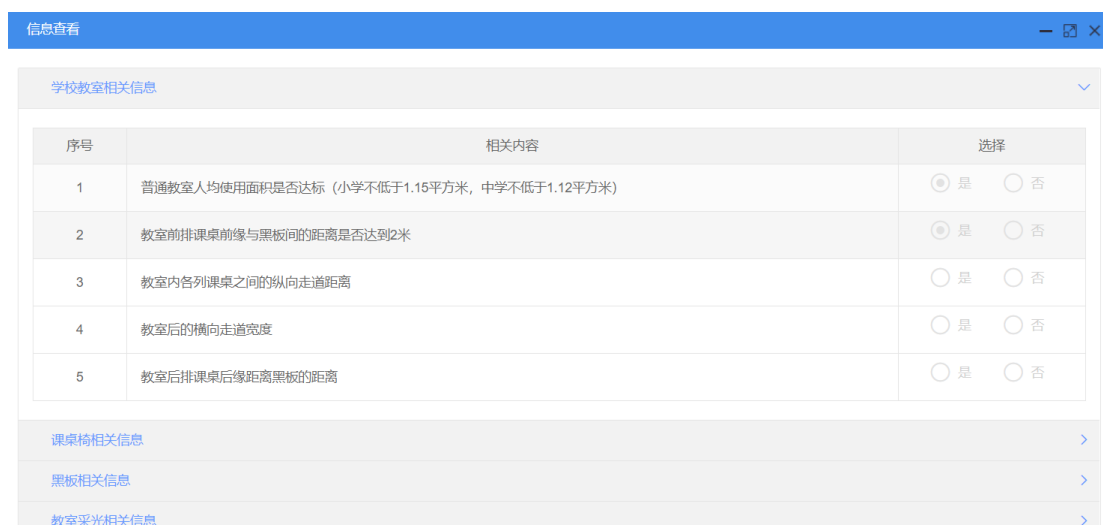 信息查看
学校教室相关信息
序号 相关内容 选择
1 普通教室人均使用面积是否达标（小学不低于1.15平方米，中学不低于1.12平方米） 是 否
2 教室前排课桌前缘与黑板间的距离是否达到2米 是 否
3 教室内各列课桌之间的纵向走道距离 是 否
4 教室后的横向走道宽度 是 否
5 教室后排课桌后缘距离黑板的距离 是 否
课桌椅相关信息
黑板相关信息
教室采光相关信息